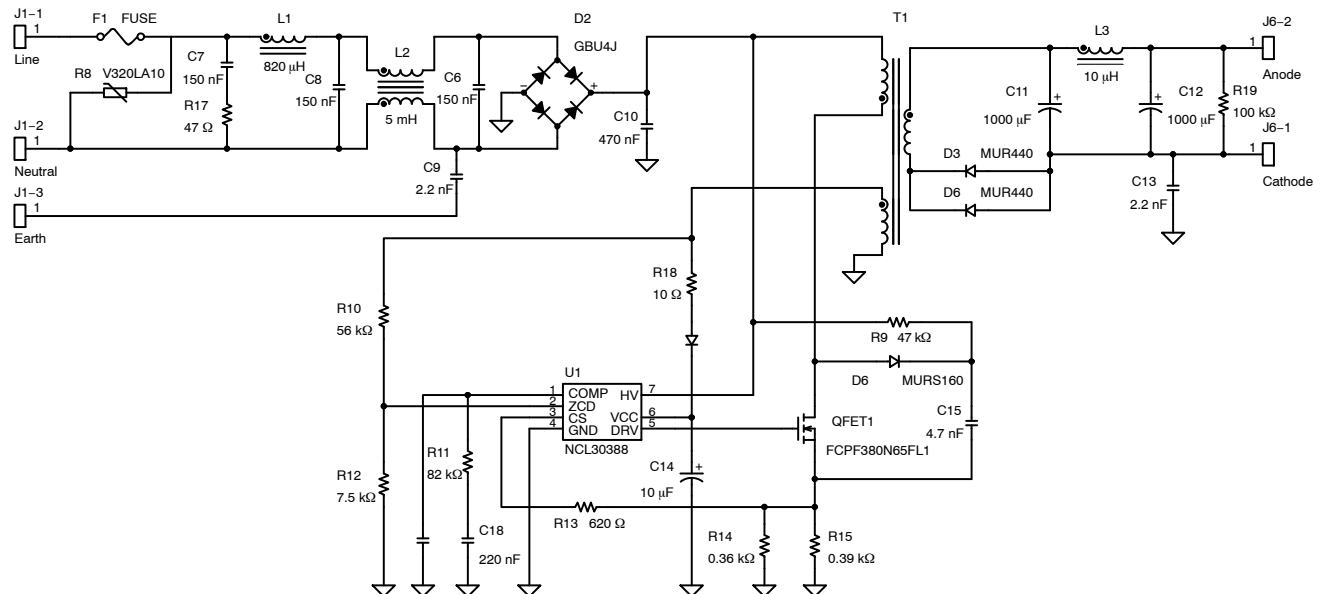 J1–1
1
Line
F1 FUSE
R8 V320LA10
J1–2
1
Neutral
J1–3
1
Earth
C7
150 nF
R17
47 Ω
L1
820 μH
C8
150 nF
L2
5 mH
C6
150 nF
C9
2.2 nF
D2
GBU4J
–
+
C10
470 nF
T1
C11
+
1000 μF
L3
10 μH
+
C12
1000 μF
R19
100 kΩ
J6–2
1
Anode
J6–1
1
Cathode
D3 MUR440
D6 MUR440
C13
2.2 nF
R18
10 Ω
R10
56 kΩ
R9 47 kΩ
D6 MURS160
C15
4.7 nF
U1
1 COMP HV 7
2 ZCD
3 CS VCC 6
4 GND DRV 5
NCL30388
QFET1
FCPF380N65FL1
R12
7.5 kΩ
R11
82 kΩ
C18
220 nF
C14
+
10 μF
R13 620 Ω
R14
0.36 kΩ
R15
0.39 kΩ